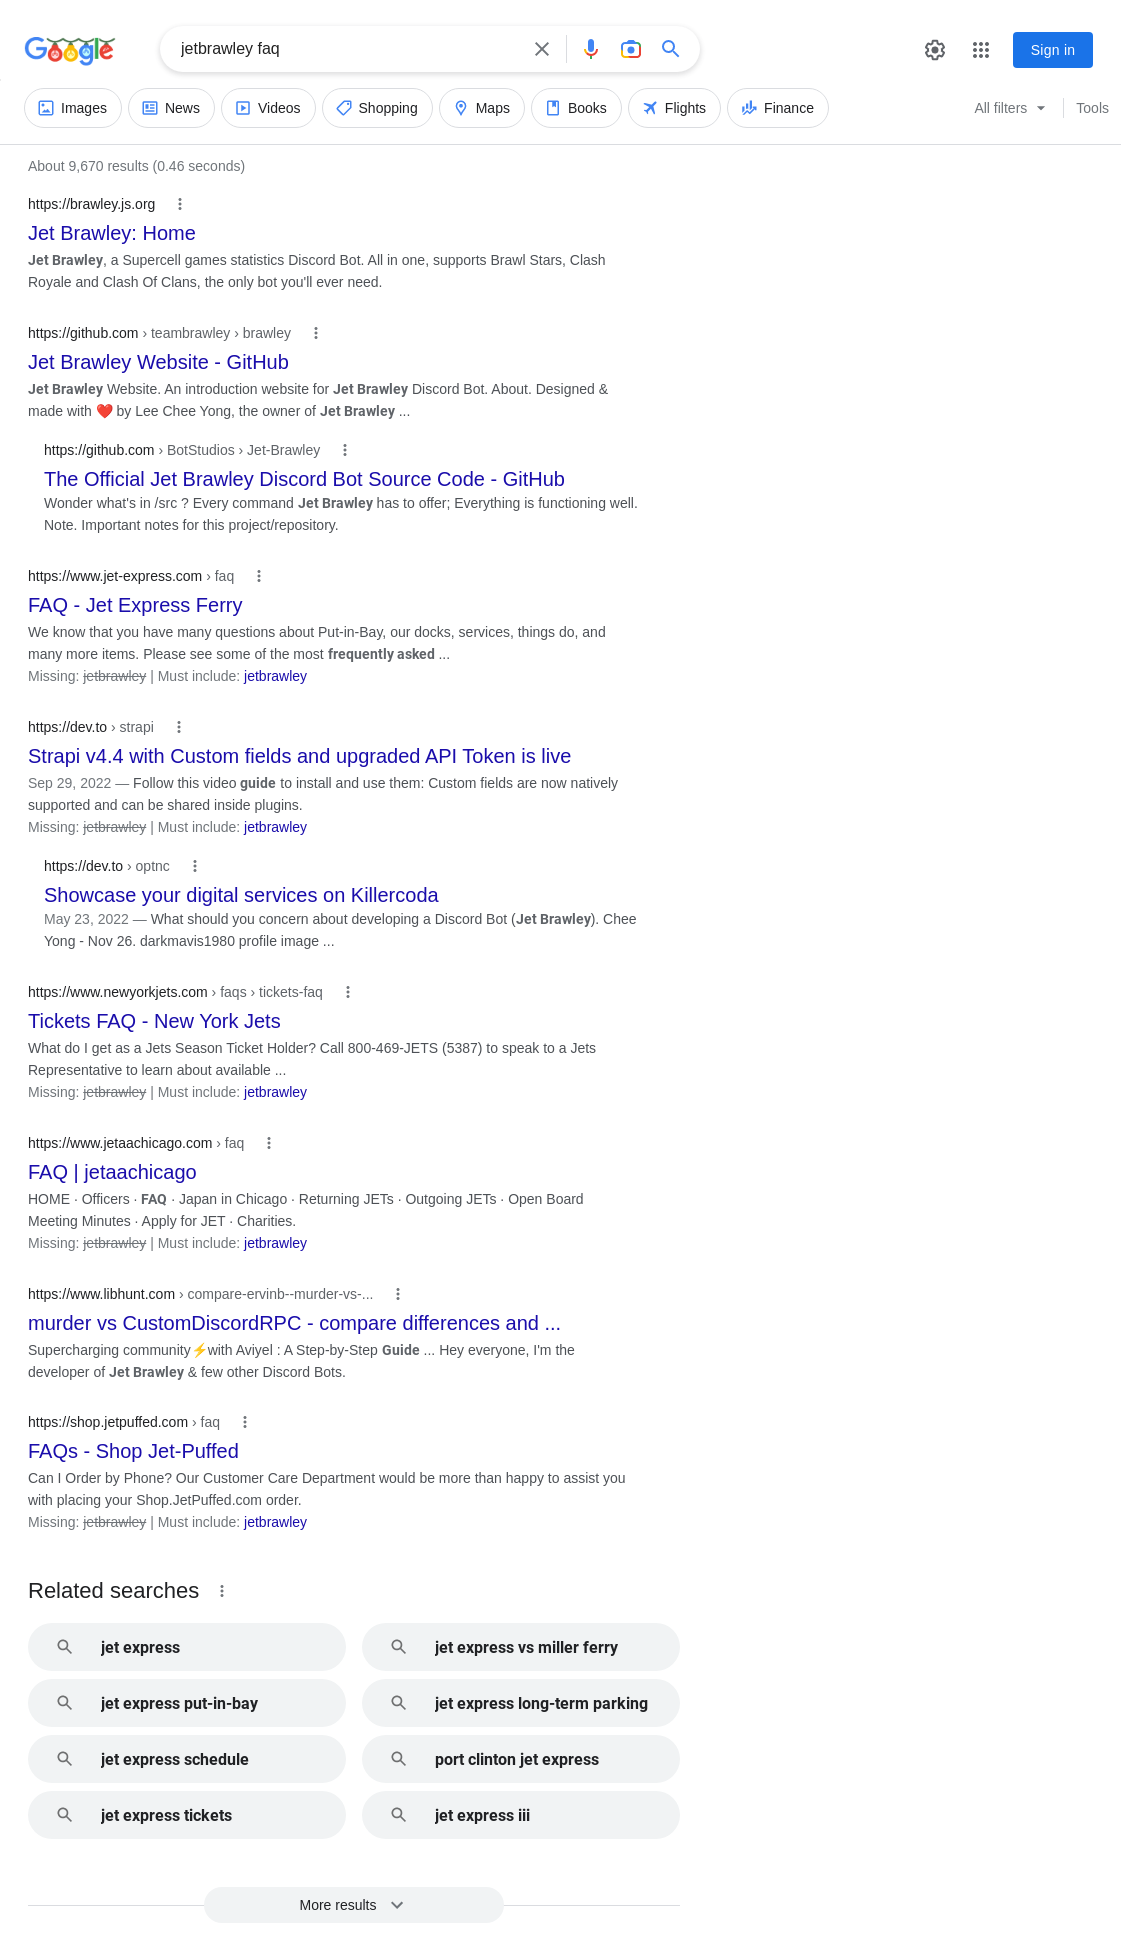 Google
jetbrawley faq
Sign in
Images
News
Videos
Shopping
Maps
Books
Flights
Finance
All filters
Tools
About 9,670 results (0.46 seconds)
https://brawley.js.org
Jet Brawley: Home
Jet Brawley, a Supercell games statistics Discord Bot. All in one, supports Brawl Stars, Clash
Royale and Clash Of Clans, the only bot you'll ever need.
https://github.com › teambrawley › brawley
Jet Brawley Website - GitHub
Jet Brawley Website. An introduction website for Jet Brawley Discord Bot. About. Designed &
made with ❤️ by Lee Chee Yong, the owner of Jet Brawley ...
https://github.com › BotStudios › Jet-Brawley
The Official Jet Brawley Discord Bot Source Code - GitHub
Wonder what's in /src ? Every command Jet Brawley has to offer; Everything is functioning well.
Note. Important notes for this project/repository.
https://www.jet-express.com › faq
FAQ - Jet Express Ferry
We know that you have many questions about Put-in-Bay, our docks, services, things do, and
many more items. Please see some of the most frequently asked ...
Missing: jetbrawley | Must include: jetbrawley
https://dev.to › strapi
Strapi v4.4 with Custom fields and upgraded API Token is live
Sep 29, 2022 — Follow this video guide to install and use them: Custom fields are now natively
supported and can be shared inside plugins.
Missing: jetbrawley | Must include: jetbrawley
https://dev.to › optnc
Showcase your digital services on Killercoda
May 23, 2022 — What should you concern about developing a Discord Bot (Jet Brawley). Chee
Yong - Nov 26. darkmavis1980 profile image ...
https://www.newyorkjets.com › faqs › tickets-faq
Tickets FAQ - New York Jets
What do I get as a Jets Season Ticket Holder? Call 800-469-JETS (5387) to speak to a Jets
Representative to learn about available ...
Missing: jetbrawley | Must include: jetbrawley
https://www.jetaachicago.com › faq
FAQ | jetaachicago
HOME · Officers · FAQ · Japan in Chicago · Returning JETs · Outgoing JETs · Open Board
Meeting Minutes · Apply for JET · Charities.
Missing: jetbrawley | Must include: jetbrawley
https://www.libhunt.com › compare-ervinb--murder-vs-...
murder vs CustomDiscordRPC - compare differences and ...
Supercharging community⚡with Aviyel : A Step-by-Step Guide ... Hey everyone, I'm the
developer of Jet Brawley & few other Discord Bots.
https://shop.jetpuffed.com › faq
FAQs - Shop Jet-Puffed
Can I Order by Phone? Our Customer Care Department would be more than happy to assist you
with placing your Shop.JetPuffed.com order.
Missing: jetbrawley | Must include: jetbrawley
Related searches
jet express
jet express vs miller ferry
jet express put-in-bay
jet express long-term parking
jet express schedule
port clinton jet express
jet express tickets
jet express iii
More results